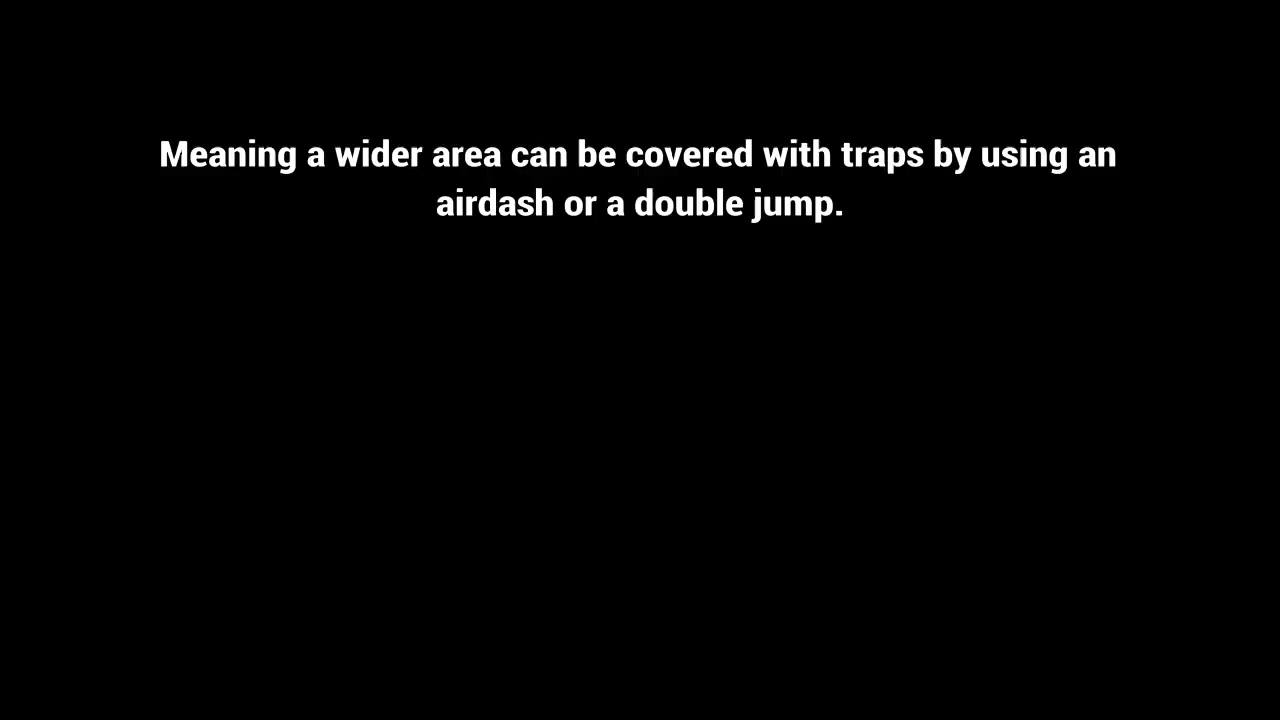 Meaning a wider area can be covered with traps by using an
airdash or a double jump.